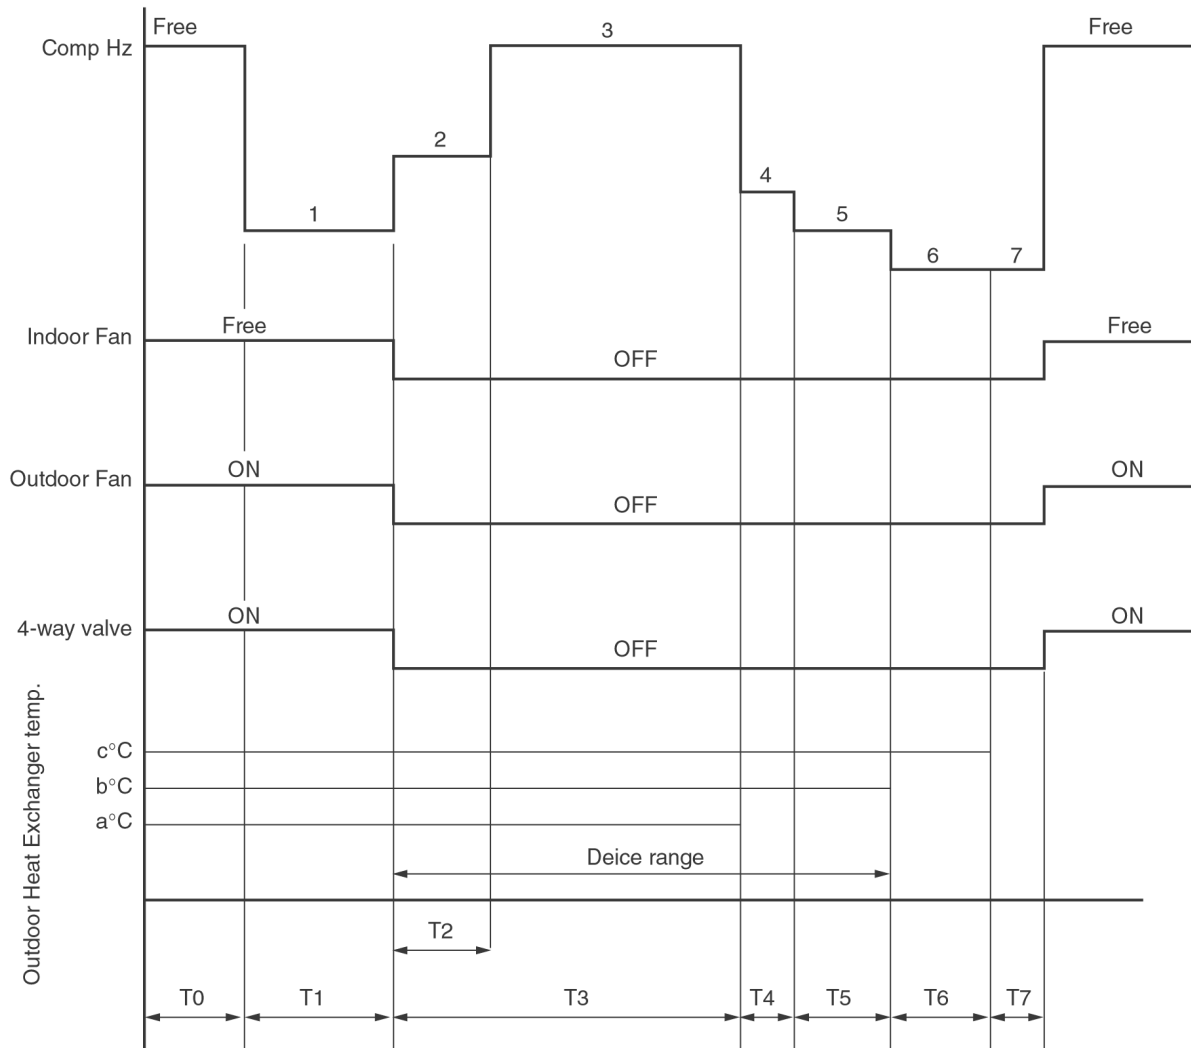 Free
Free
Comp Hz
3
2
4
1
5
6
7
Free
Free
Indoor Fan
OFF
ON
ON
Outdoor Fan
OFF
ON
ON
4-way valve
OFF
Outdoor Heat Exchanger temp.
c°C
b°C
a°C
Deice range
T2
T0
T1
T3
T4
T5
T6
T7